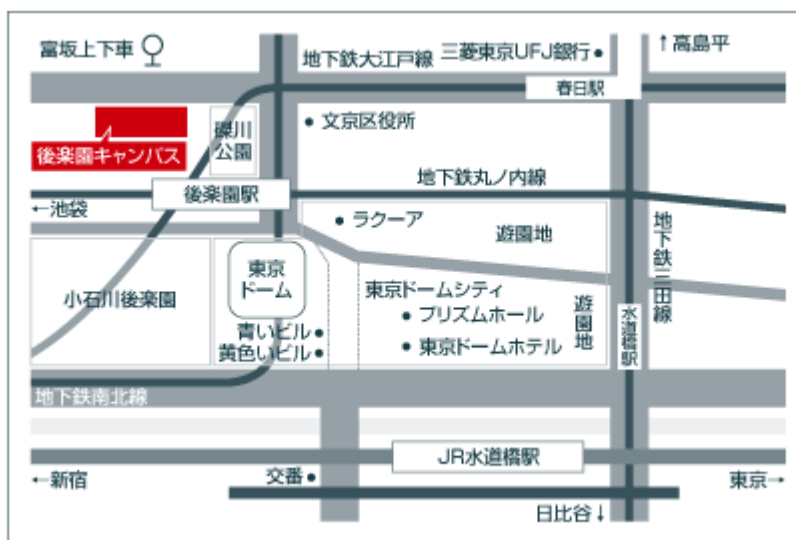 富坂上下車
地下鉄大江戸線
三菱東京UFJ銀行
↑高島平
春日駅
後楽園キャンパス
礫川
公園
文京区役所
後楽園駅
地下鉄丸ノ内線
←池袋
ラクーア
遊園地
地下鉄三田線
小石川後楽園
東京
ドーム
東京ドームシティ
プリズムホール
東京ドームホテル
遊園地
水道橋駅
青いビル
黄色いビル
地下鉄南北線
JR水道橋駅
←新宿
交番
東京→
日比谷↓